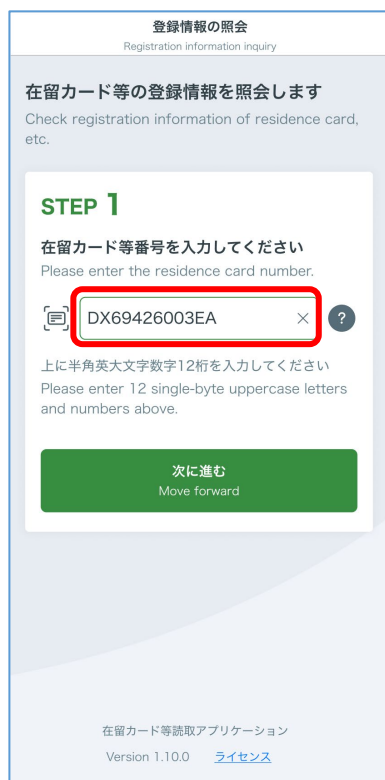 登録情報の照会
Registration information inquiry
在留カード等の登録情報を照会します
Check registration information of residence card,
etc.
STEP 1
在留カード等番号を入力してください
Please enter the residence card number.
DX69426003EA
?
上に半角英大文字数字12桁を入力してください
Please enter 12 single-byte uppercase letters
and numbers above.
次に進む
Move forward
在留カード等読取アプリケーション
Version 1.10.0 ライセンス